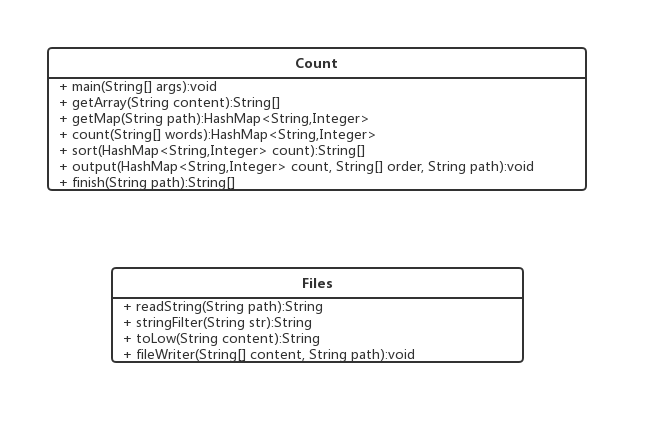 Count
+ main(String[] args):void
+ getArray(String content):String[]
+ getMap(String path):HashMap<String,Integer>
+ count(String[] words):HashMap<String,Integer>
+ sort(HashMap<String,Integer> count):String[]
+ output(HashMap<String,Integer> count, String[] order, String path):void
+ finish(String path):String[]
Files
+ readString(String path):String
+ stringFilter(String str):String
+ toLow(String content):String
+ fileWriter(String[] content, String path):void